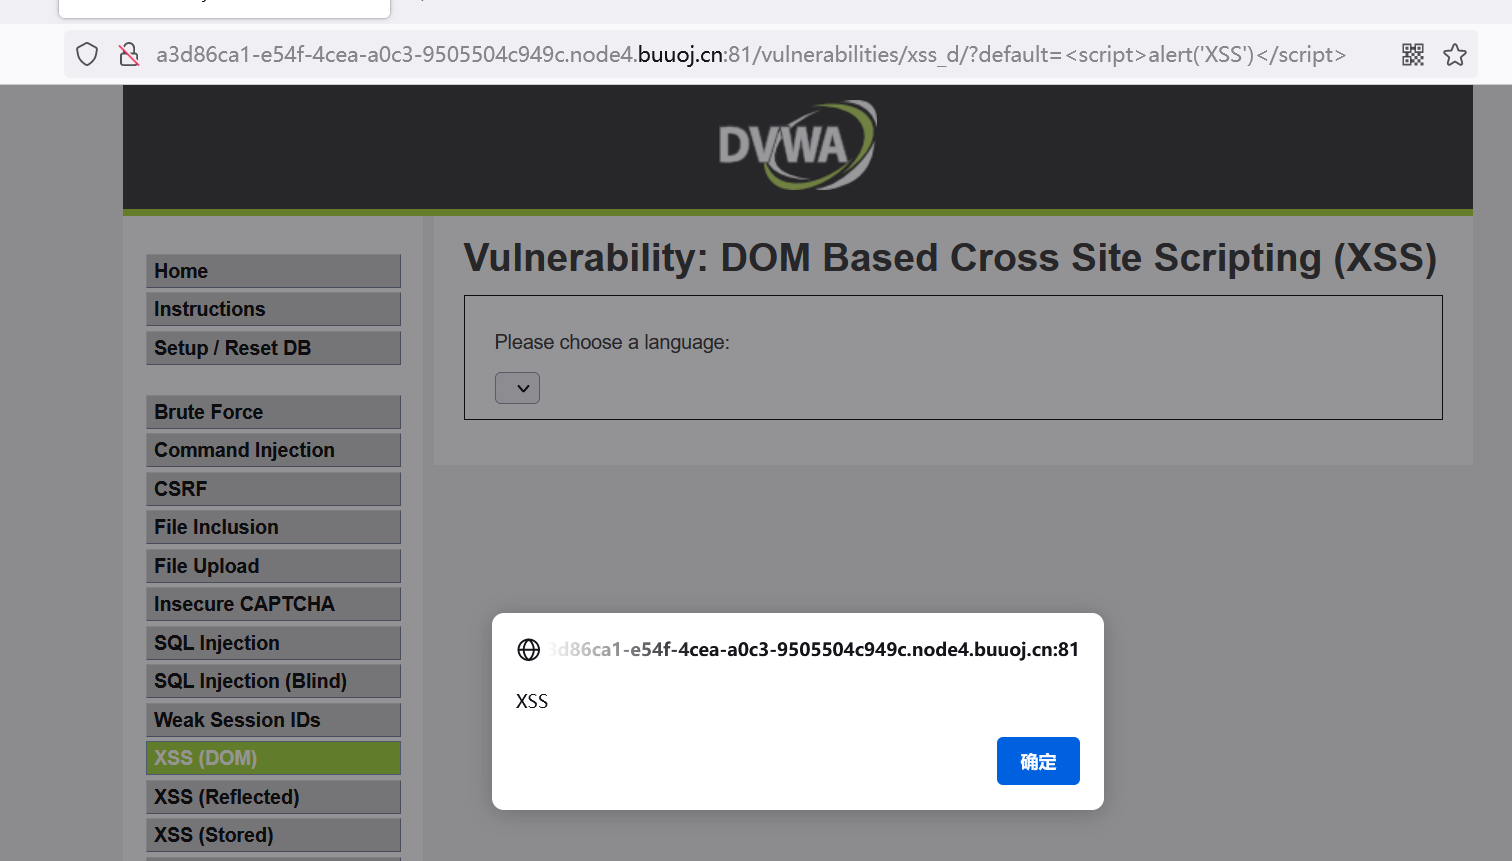 a3d86ca1-e54f-4cea-a0c3-9505504c949c.node4.buuoj.cn:81/vulnerabilities/xss_d/?default=<script>alert('XSS')</script>
DVWA
Vulnerability: DOM Based Cross Site Scripting (XSS)
Please choose a language:
Home
Instructions
Setup / Reset DB
Brute Force
Command Injection
CSRF
File Inclusion
File Upload
Insecure CAPTCHA
SQL Injection
SQL Injection (Blind)
Weak Session IDs
XSS (DOM)
XSS (Reflected)
XSS (Stored)
3d86ca1-e54f-4cea-a0c3-9505504c949c.node4.buuoj.cn:81
XSS
确定